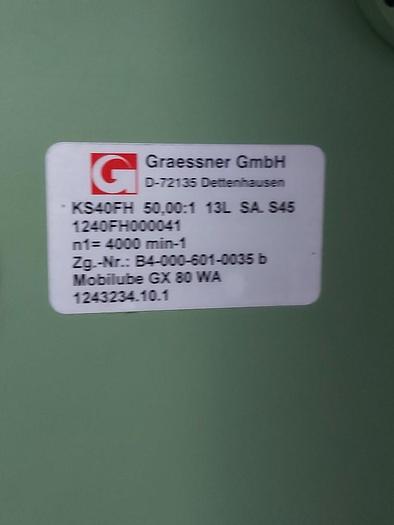 G Graessner GmbH
D-72135 Dettenhausen
KS40FH 50,00:1 13L SA. S45
1240FH000041
n1= 4000 min-1
Zg.-Nr.: B4-000-601-0035 b
Mobilube GX 80 WA
1243234.10.1